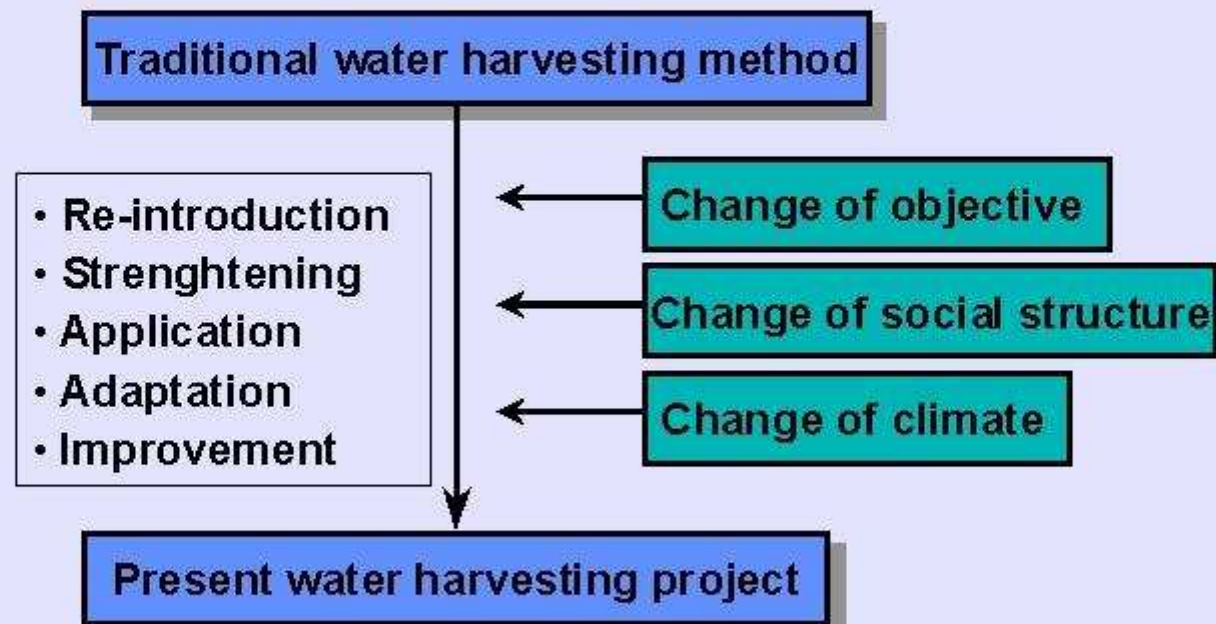 Traditional water harvesting method
• Re-introduction
• Strenghtening
• Application
• Adaptation
• Improvement
Change of objective
Change of social structure
Change of climate
Present water harvesting project